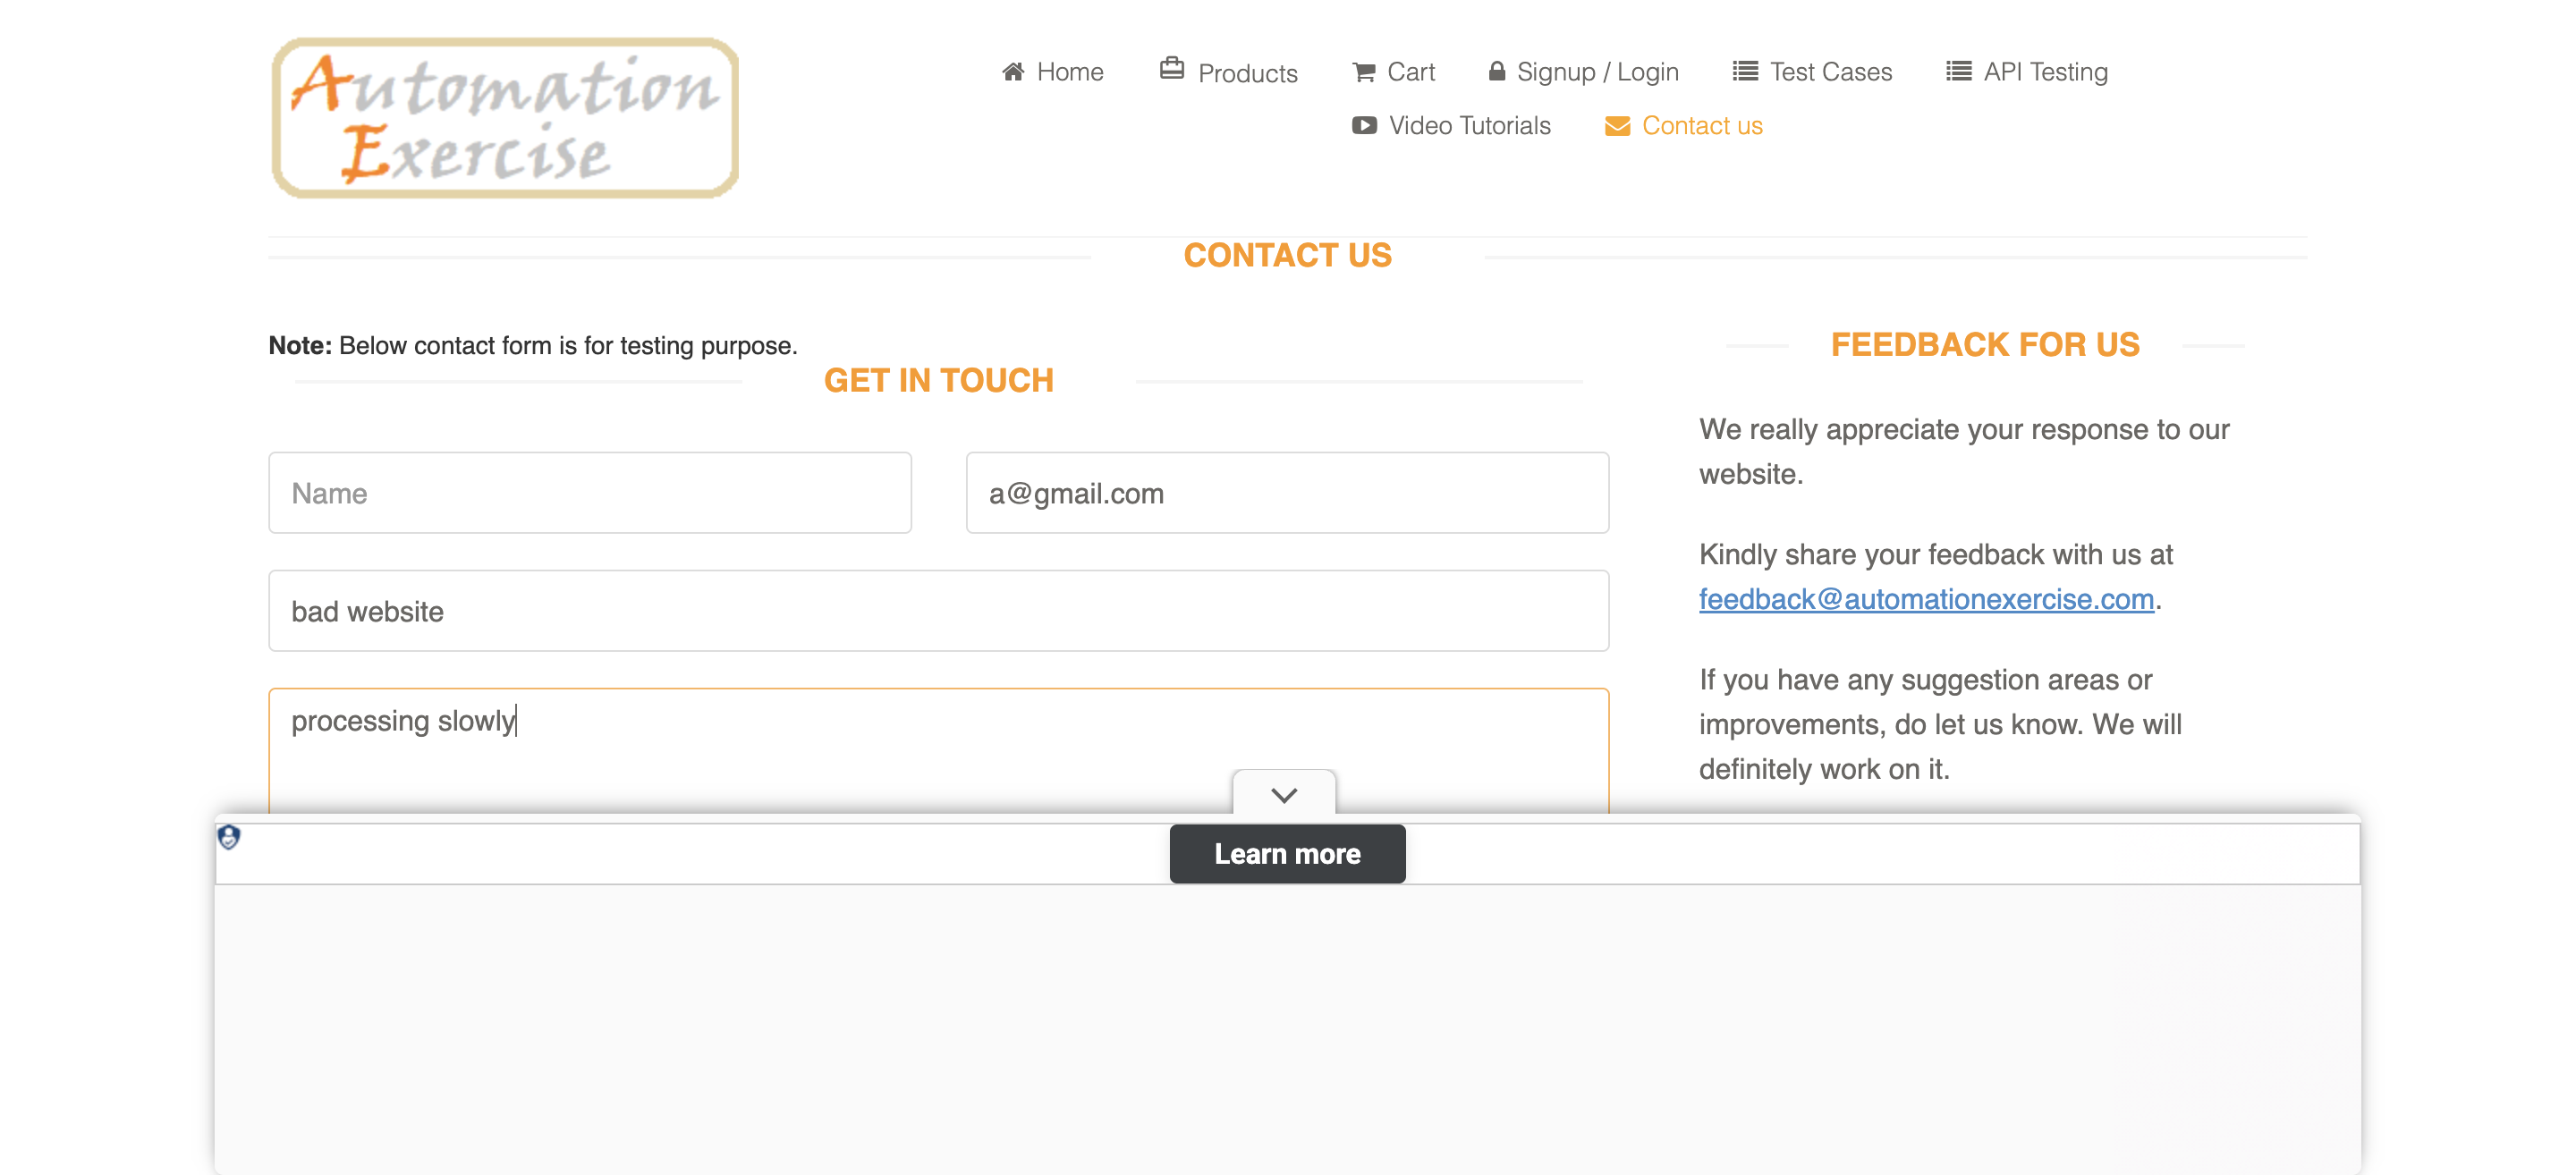 Automation
Exercise
Home
Products
Cart
Signup / Login
Test Cases
API Testing
Video Tutorials
Contact us
CONTACT US
Note: Below contact form is for testing purpose.
GET IN TOUCH
Name
a@gmail.com
bad website
processing slowly
FEEDBACK FOR US
We really appreciate your response to our
website.
Kindly share your feedback with us at
feedback@automationexercise.com.
If you have any suggestion areas or
improvements, do let us know. We will
definitely work on it.
Learn more